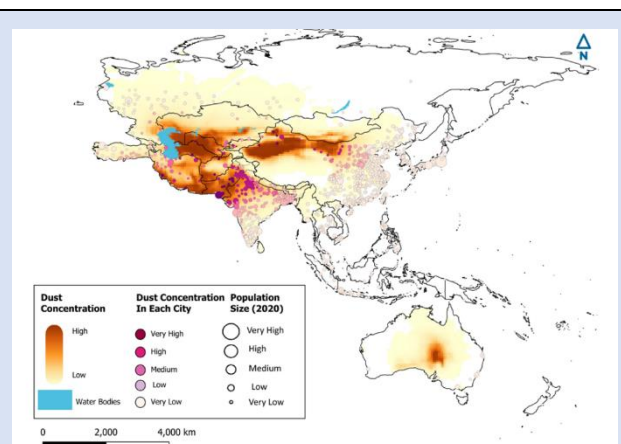 N
Dust Concentration
High
Low
Water Bodies
Dust Concentration In Each City
Very High
High
Medium
Low
Very Low
Population Size (2020)
Very High
High
Medium
Low
Very Low
0 2,000 4,000 km